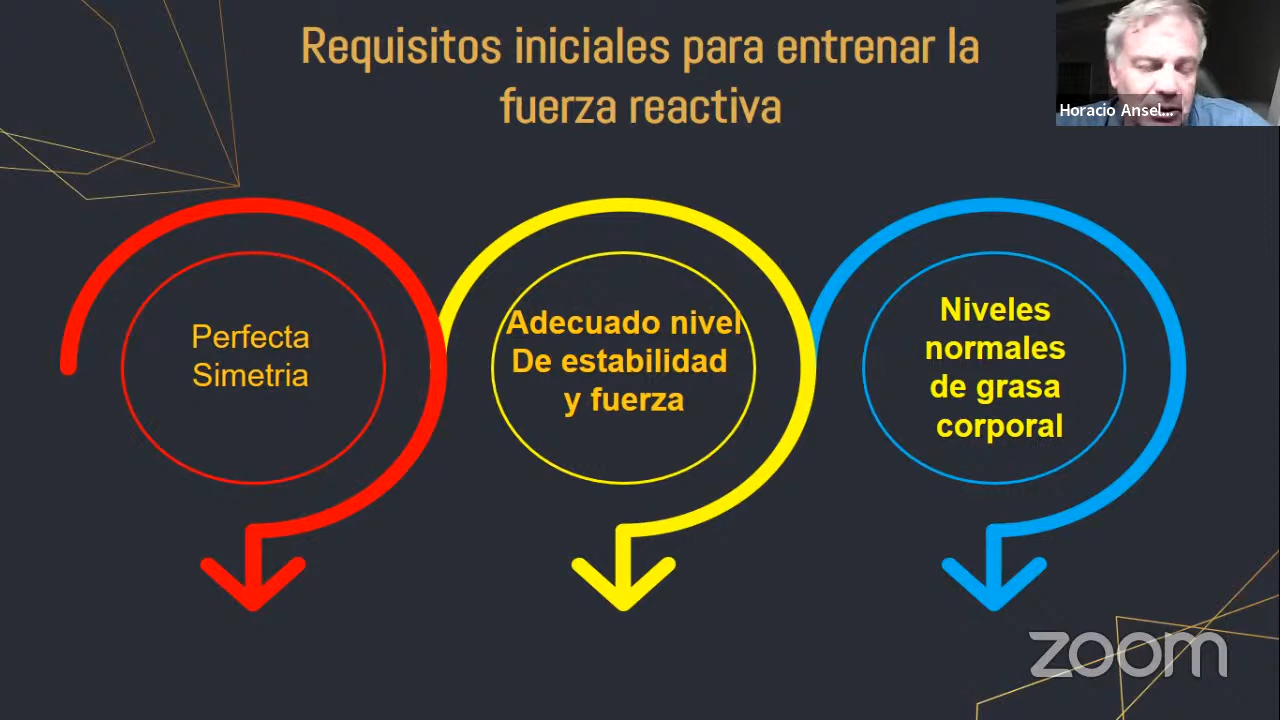 Requisitos iniciales para entrenar la
fuerza reactiva
Horacio Ansel...
Perfecta
Simetria
Adecuado nivel
De estabilidad
y fuerza
Niveles
normales
de grasa
corporal
zoom